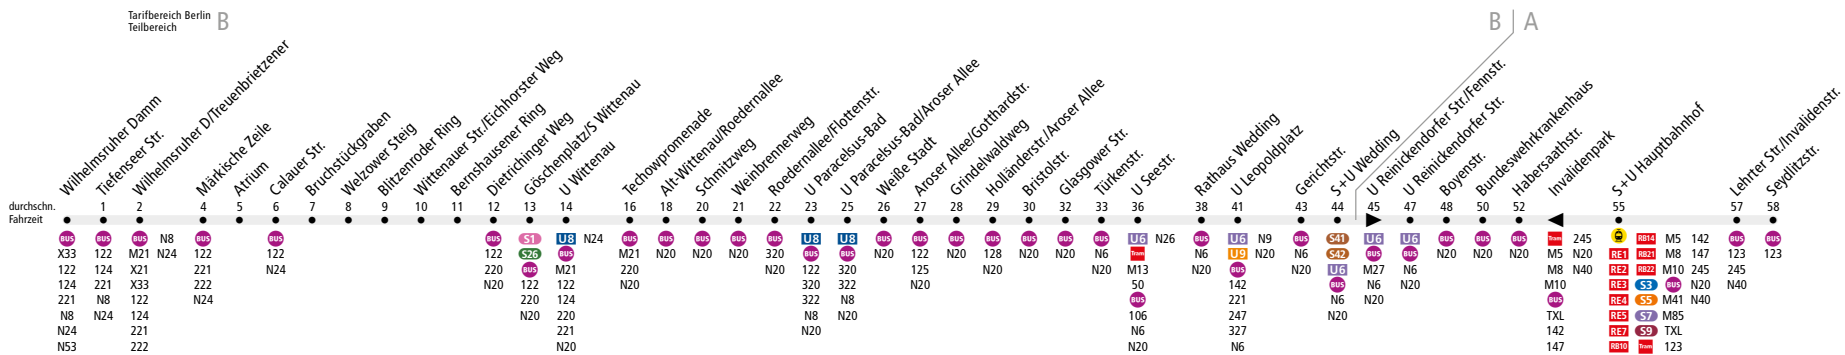 Tarifbereich Berlin
Teilbereich
B
B
A
Wilhelmsruher Damm
Tiefenseer Str.
Wilhelmsruher D/Treuenbrietzener
Märkische Zeile
Atrium
Calauer Str.
Bruchstückgraben
Welzower Steig
Blitzenroder Ring
Wittenauer Str./Eichhorster Weg
Bernshausener Ring
Dietrichinger Weg
Göschenplatz/S Wittenau
U Wittenau
Techowpromenade
Alt-Wittenau/Roedernallee
Schmitzweg
Weinbrennerweg
Roedernallee/Flottenstr.
U Paracelsus-Bad
U Paracelsus-Bad/Aroser Allee
Weiße Stadt
Aroser Allee/Gotthardstr.
Grindelwaldweg
Holländerstr./Aroser Allee
Bristolstr.
Glasgower Str.
Türkenstr.
U Seestr.
Rathaus Wedding
U Leopoldplatz
Gerichtstr.
S+U Wedding
U Reinickendorfer Str./Fennstr.
U Reinickendorfer Str.
Boyenstr.
Bundeswehrkrankenhaus
Habersaathstr.
Invalidenpark
S+U Hauptbahnhof
Lehrter Str./Invalidenstr.
Seydlitzstr.
durchschn. 1 2 4 5 6 7 8 9 10 11 12 13 14 16 18 20 21 22 23 25 26 27 28 29 30 32 33 36 38 41 43 44 45 47 48 50 52 55 57 58
Fahrzeit
BUS
X33
122
124
221
N8
N24
N53
BUS
122
124
221
N8
N24
BUS N8
M21 N24
X21
X33
122
124
221
222
BUS
122
221
222
N24
BUS
122
N24
BUS
122
220
N20
S1
S26
BUS
122
220
N20
U8 N24
BUS
M21
122
124
220
221
N20
BUS
M21
220
N20
BUS
N20
BUS
N20
BUS
N20
BUS
320
N20
U8
BUS
122
320
322
N8
N20
U8
BUS
320
322
N8
N20
BUS
N20
BUS
122
125
N20
BUS
N20
BUS
128
N20
BUS
N20
BUS
N20
BUS
N6
N20
U6 N26
Tram
M13
50
BUS
106
N6
N20
BUS
N6
N20
U6 N9
U9 N20
BUS
142
221
247
327
N6
BUS
N6
N20
S41
S42
U6
BUS
N6
N20
U6
BUS
M27
N6
N20
U6
BUS
N6
N20
BUS
N20
BUS
N20
BUS
N20
Tram 245
M5 N20
M8 N40
M10
BUS
TXL
142
147
RB14 M5 142
RE1 RB21 M8 147
RE2 RB22 M10 245
RE3 S3 BUS N20
RE4 S5 M41 N40
RE5 S7 M85
RE7 S9 TXL
RB10 Tram 123
BUS
123
245
N40
BUS
123